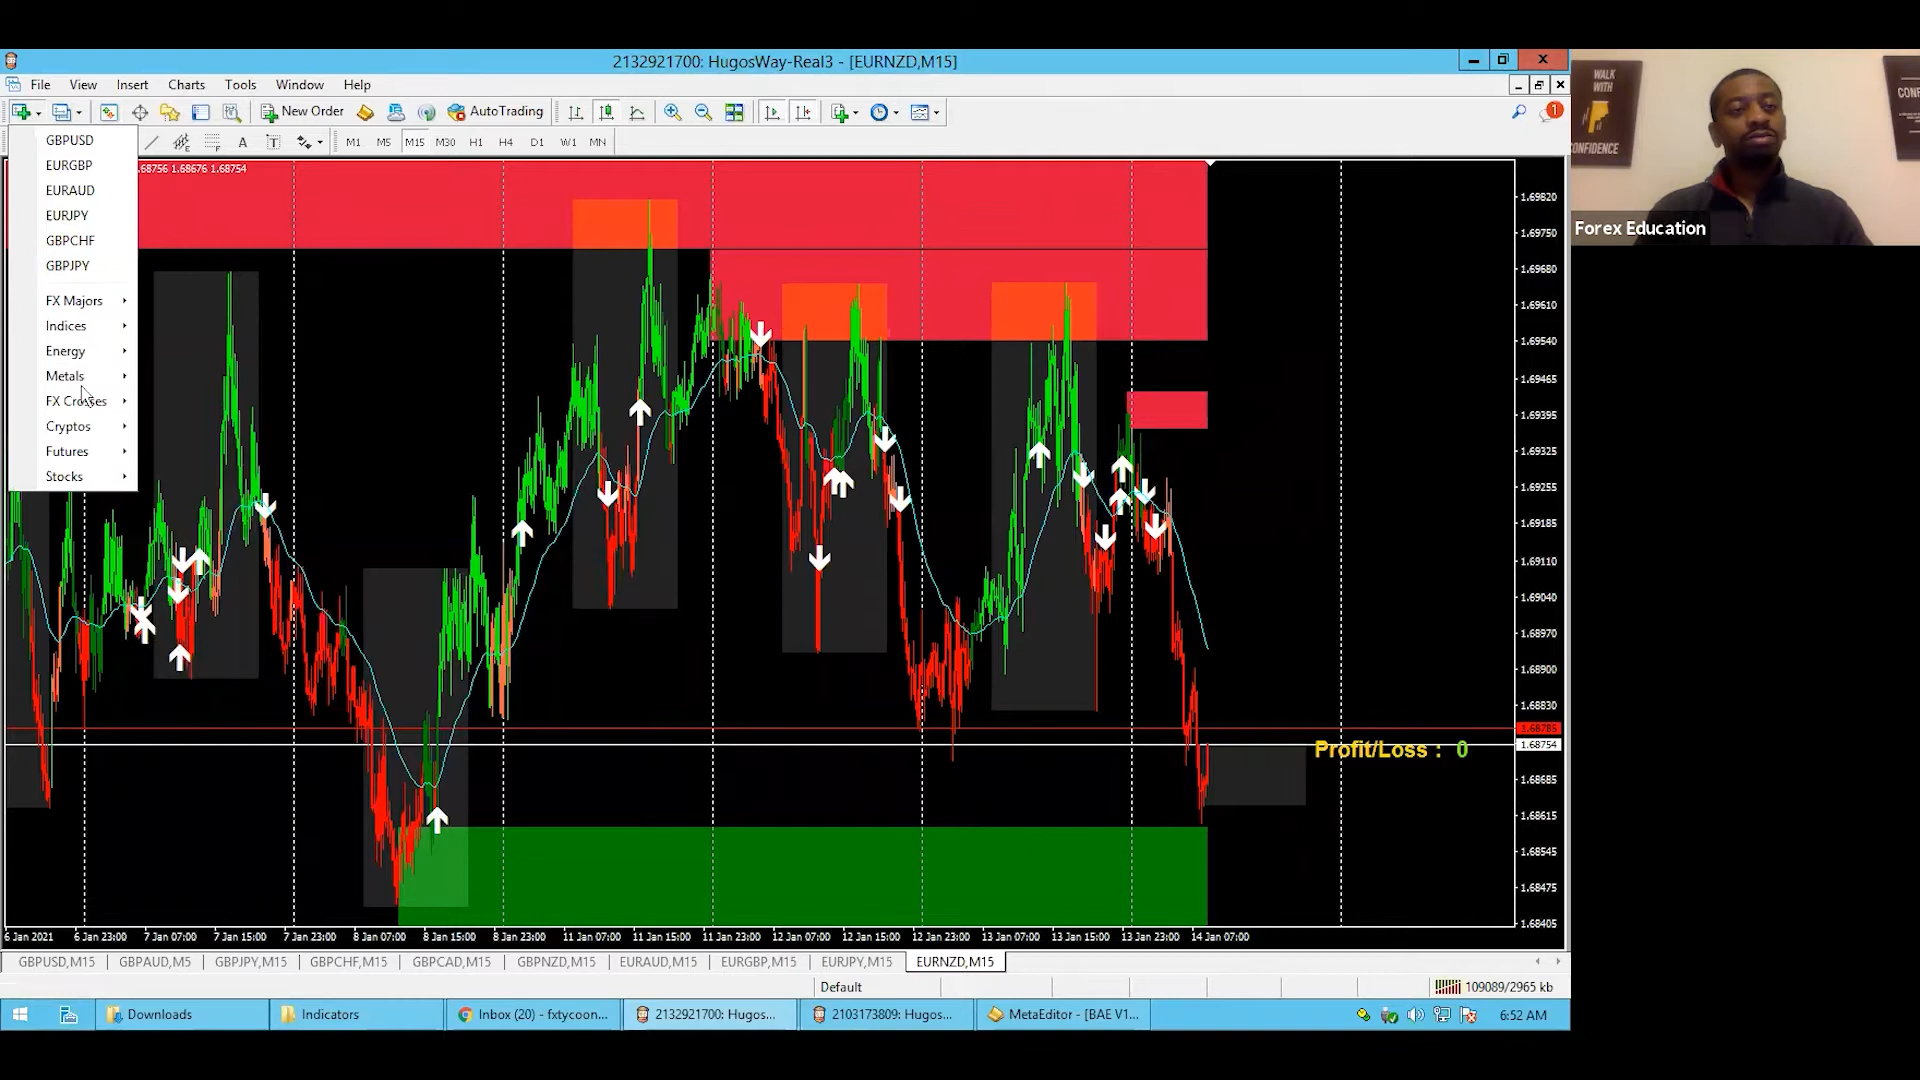 2132921700: HugosWay-Real3 - [EURNZD,M15]
File View Insert Charts Tools Window Help
New Order AutoTrading 1
A T M1 M5 M15 M30 H1 H4 D1 W1 MN
GBPUSD
EURGBP
EURAUD
EURJPY
GBPCHF
GBPJPY
FX Majors
Indices
Energy
Metals
FX Crosses
Cryptos
Futures
Stocks
.68756 1.68676 1.68754
1.69820
1.69750
1.69680
1.69610
1.69540
1.69465
1.69395
1.69325
1.69255
1.69185
1.69110
1.69040
1.68970
1.68900
1.68830
1.68785
1.68754
1.68685
1.68615
1.68545
1.68475
1.68405
Profit/Loss : 0
6 Jan 2021 6 Jan 23:00 7 Jan 07:00 7 Jan 15:00 7 Jan 23:00 8 Jan 07:00 8 Jan 15:00 8 Jan 23:00 11 Jan 07:00 11 Jan 15:00 11 Jan 23:00 12 Jan 07:00 12 Jan 15:00 12 Jan 23:00 13 Jan 07:00 13 Jan 15:00 13 Jan 23:00 14 Jan 07:00
GBPUSD,M15 GBPAUD,M5 GBPJPY,M15 GBPCHF,M15 GBPCAD,M15 GBPNZD,M15 EURAUD,M15 EURGBP,M15 EURJPY,M15 EURNZD,M15
Default 109089/2965 kb
Downloads Indicators Inbox (20) - fxtycoon... 2132921700: Hugos... 2103173809: Hugos... MetaEditor - [BAE V1... 6:52 AM
WALK
WITH
CONFIDENCE
CONF
Forex Education